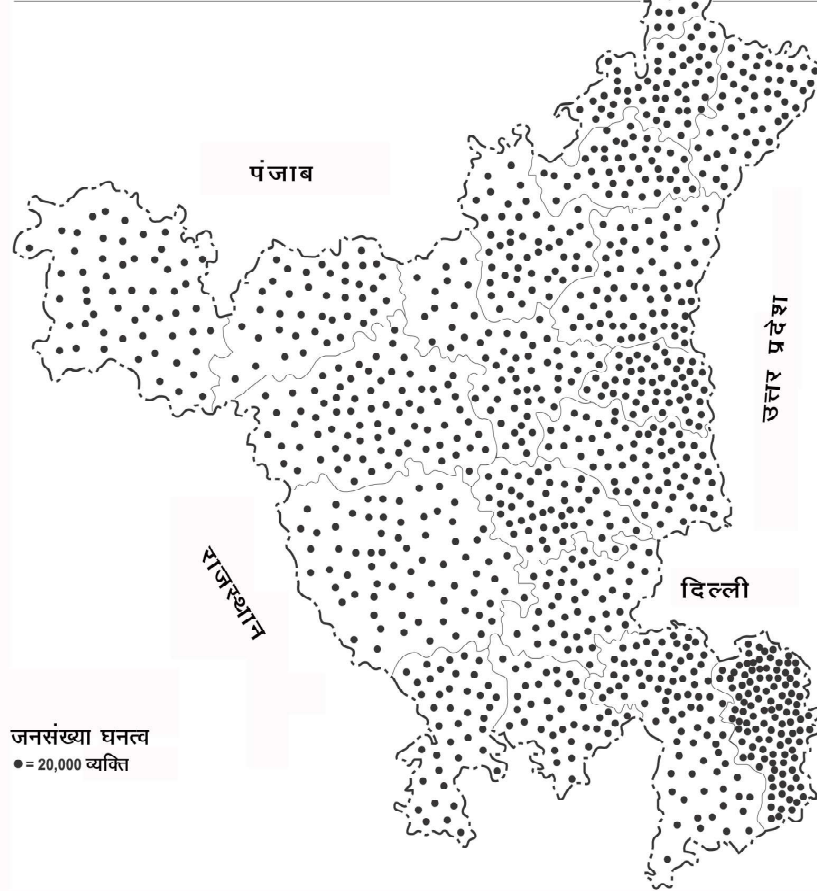 पंजाब
उत्तर प्रदेश
राजस्थान
दिल्ली
जनसंख्या घनत्व
● = 20,000 व्यक्ति